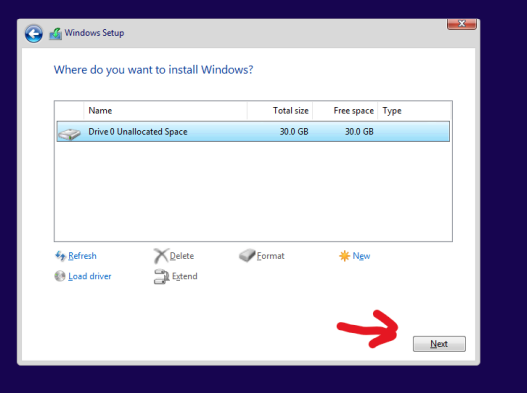 Windows Setup
Where do you want to install Windows?
Name Total size Free space Type
Drive 0 Unallocated Space 30.0 GB 30.0 GB
Refresh Delete Format New
Load driver Extend
Next